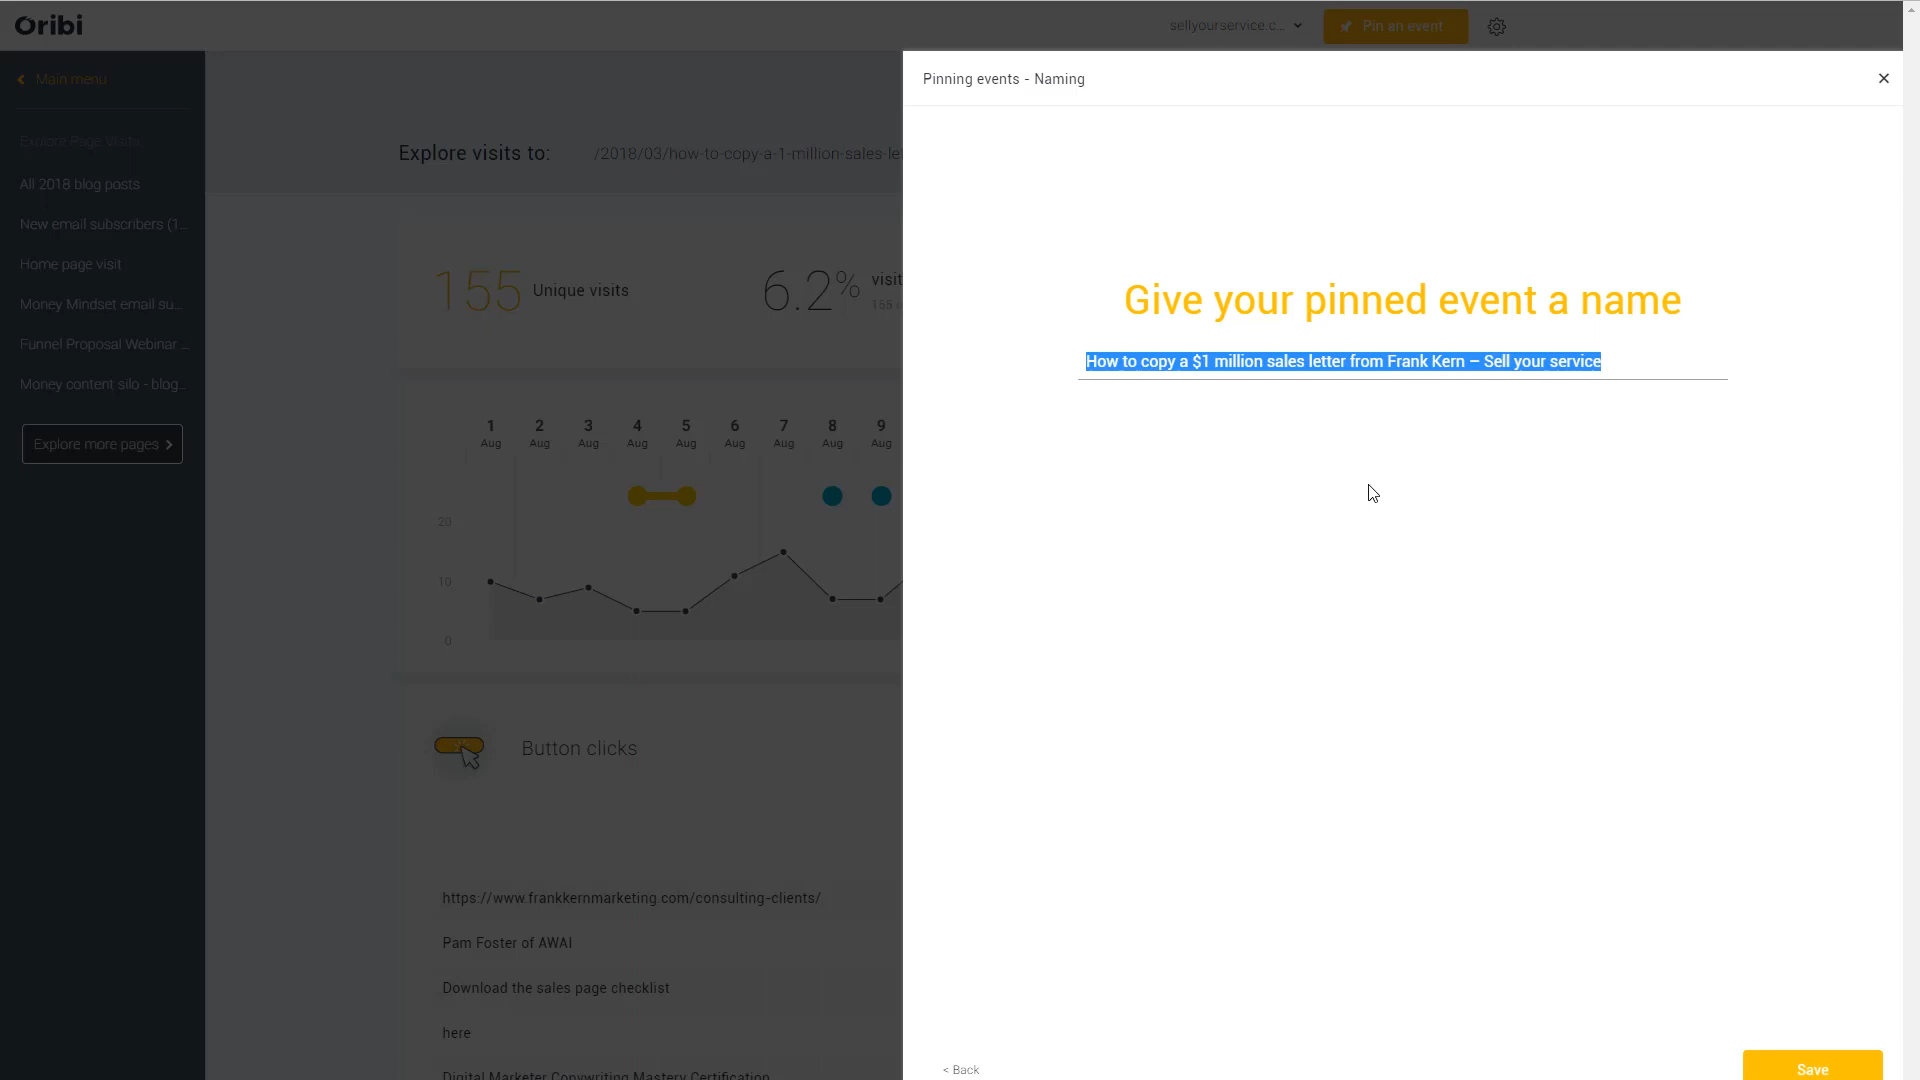 Oribi
sellyourservice.c...
Pin an event
Main menu
Explore Page Visits
All 2018 blog posts
New email subscribers (1...
Home page visit
Money Mindset email su...
Funnel Proposal Webinar ...
Money content silo - blog...
Explore more pages
Explore visits to: /2018/03/how-to-copy-a-1-million-sales-le
155 Unique visits
6.2% visit
155
1 2 3 4 5 6 7 8 9
Aug Aug Aug Aug Aug Aug Aug Aug Aug
20
10
0
Button clicks
https://www.frankkernmarketing.com/consulting-clients/
Pam Foster of AWAI
Download the sales page checklist
here
Digital Marketer Copywriting Mastery Certification
Pinning events - Naming
×
Give your pinned event a name
How to copy a $1 million sales letter from Frank Kern – Sell your service
< Back
Save